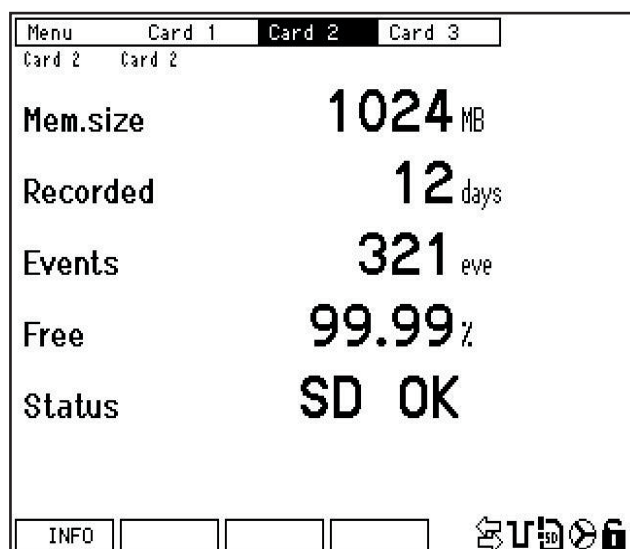 Menu Card 1 Card 2 Card 3
Card 2 Card 2
Mem.size 1024 MB
Recorded 12 days
Events 321 eve
Free 99.99 %
Status SD OK
INFO
SD